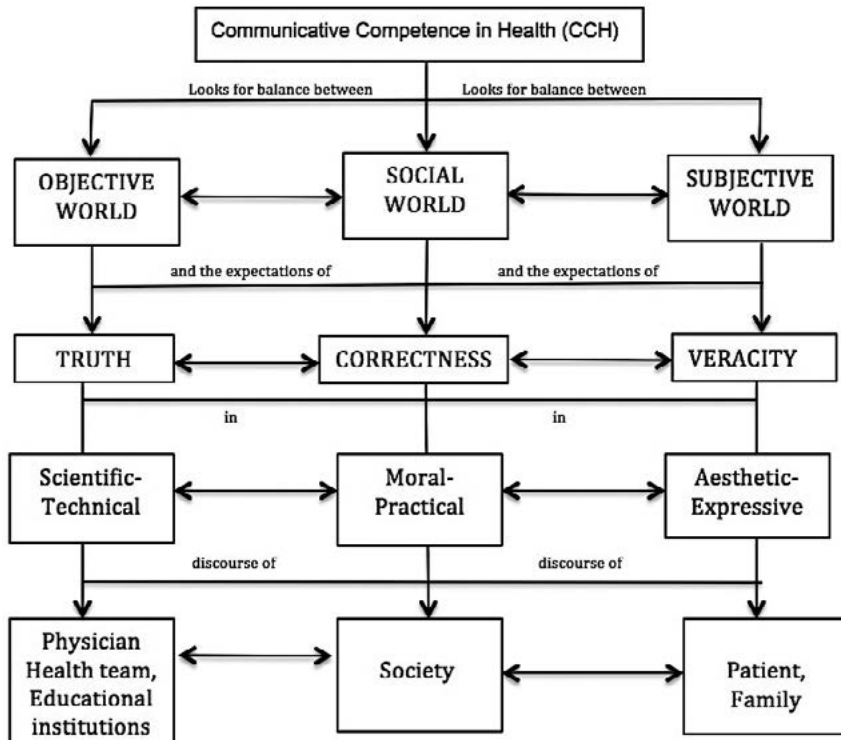 Communicative Competence in Health (CCH)
Looks for balance between
Looks for balance between
OBJECTIVE
WORLD
SOCIAL
WORLD
SUBJECTIVE
WORLD
and the expectations of
and the expectations of
TRUTH
CORRECTNESS
VERACITY
in
in
Scientific-
Technical
Moral-
Practical
Aesthetic-
Expressive
discourse of
discourse of
Physician
Health team,
Educational
institutions
Society
Patient,
Family